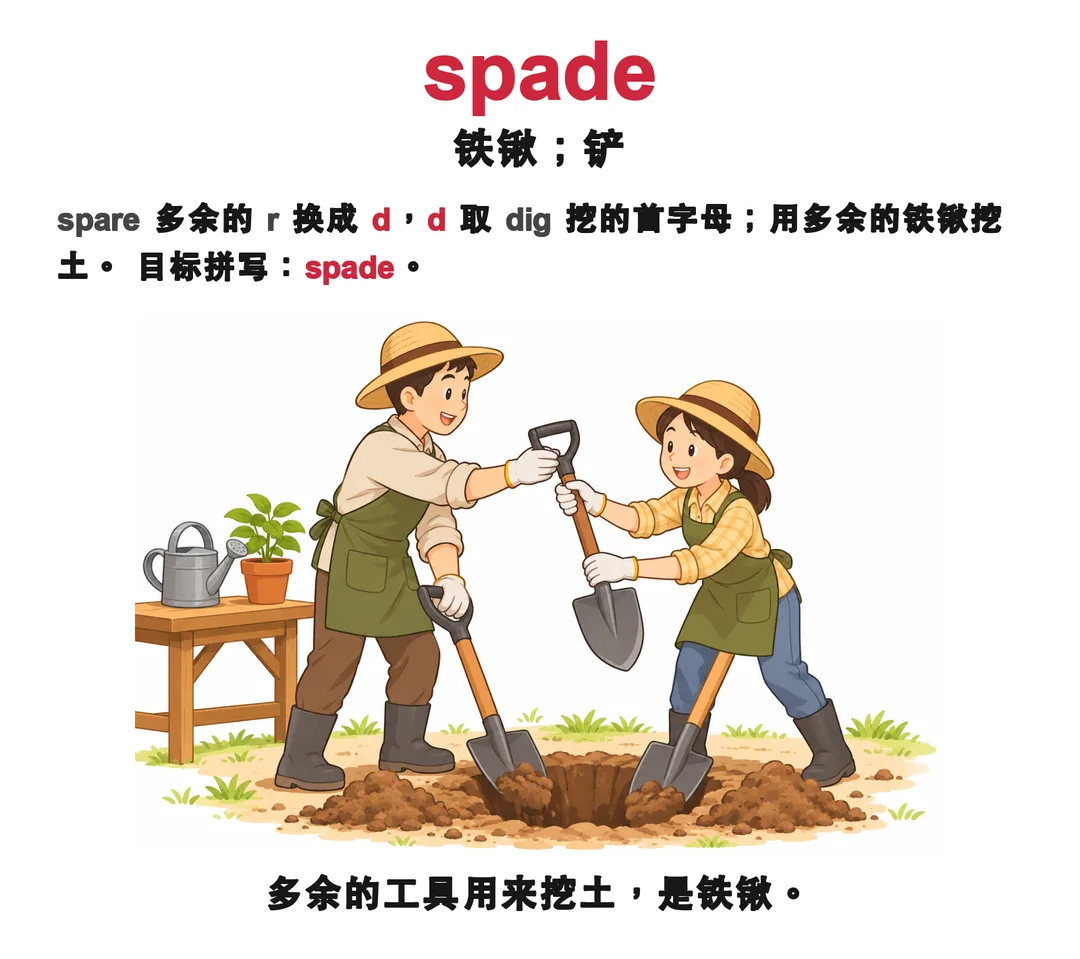 spade
铁锹；铲
spare 多余的 r 换成 d，d 取 dig 挖的首字母；用多余的铁锹挖
土。 目标拼写：spade。
多余的工具用来挖土，是铁锹。